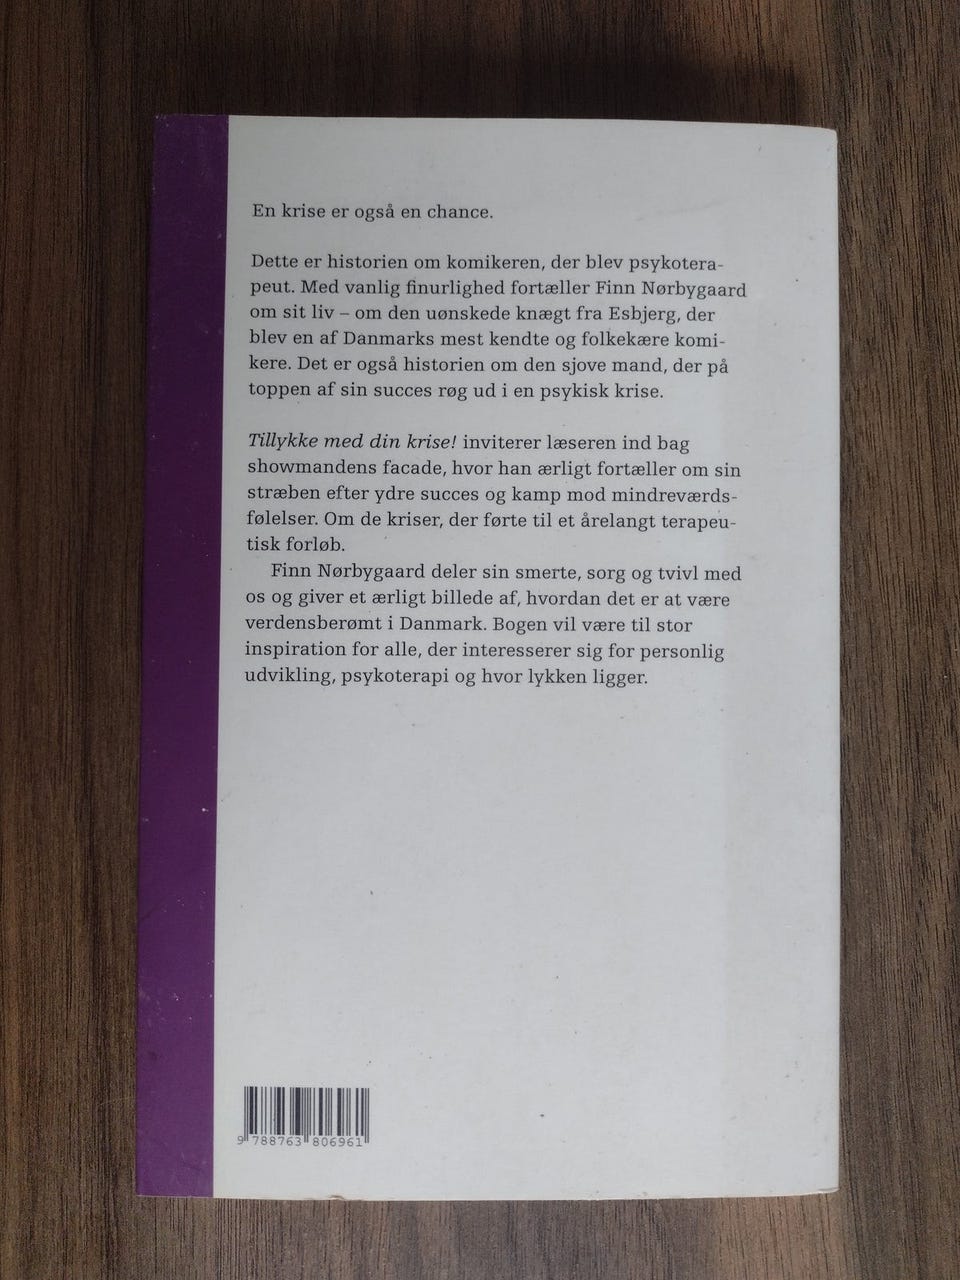 En krise er også en chance.
Dette er historien om komikeren, der blev psykotera-
peut. Med vanlig finurlighed fortæller Finn Nørbygaard
om sit liv – om den uønskede knægt fra Esbjerg, der
blev en af Danmarks mest kendte og folkekære komi-
kere. Det er også historien om den sjove mand, der på
toppen af sin succes røg ud i en psykisk krise.
Tillykke med din krise! inviterer læseren ind bag
showmandens facade, hvor han ærligt fortæller om sin
stræben efter ydre succes og kamp mod mindreværds-
følelser. Om de kriser, der førte til et årelangt terapeu-
tisk forløb.
Finn Nørbygaard deler sin smerte, sorg og tvivl med
os og giver et ærligt billede af, hvordan det er at være
verdensberømt i Danmark. Bogen vil være til stor
inspiration for alle, der interesserer sig for personlig
udvikling, psykoterapi og hvor lykken ligger.
9 788763 806961